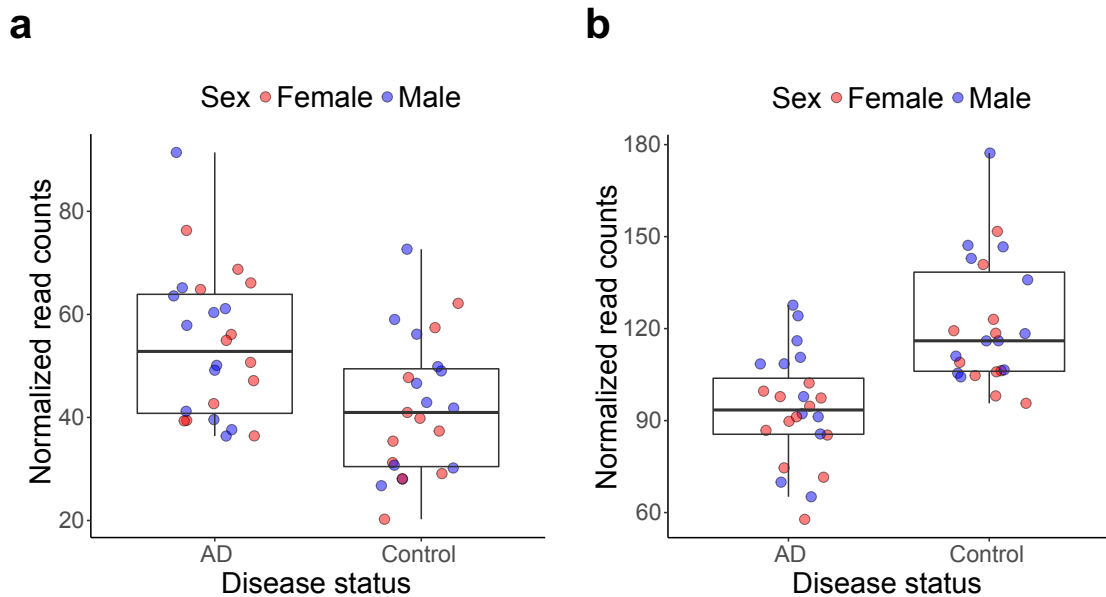 a
Sex Female Male
Normalized read counts
80
60
40
20
AD Control
Disease status
b
Sex Female Male
Normalized read counts
180
150
120
90
60
AD Control
Disease status